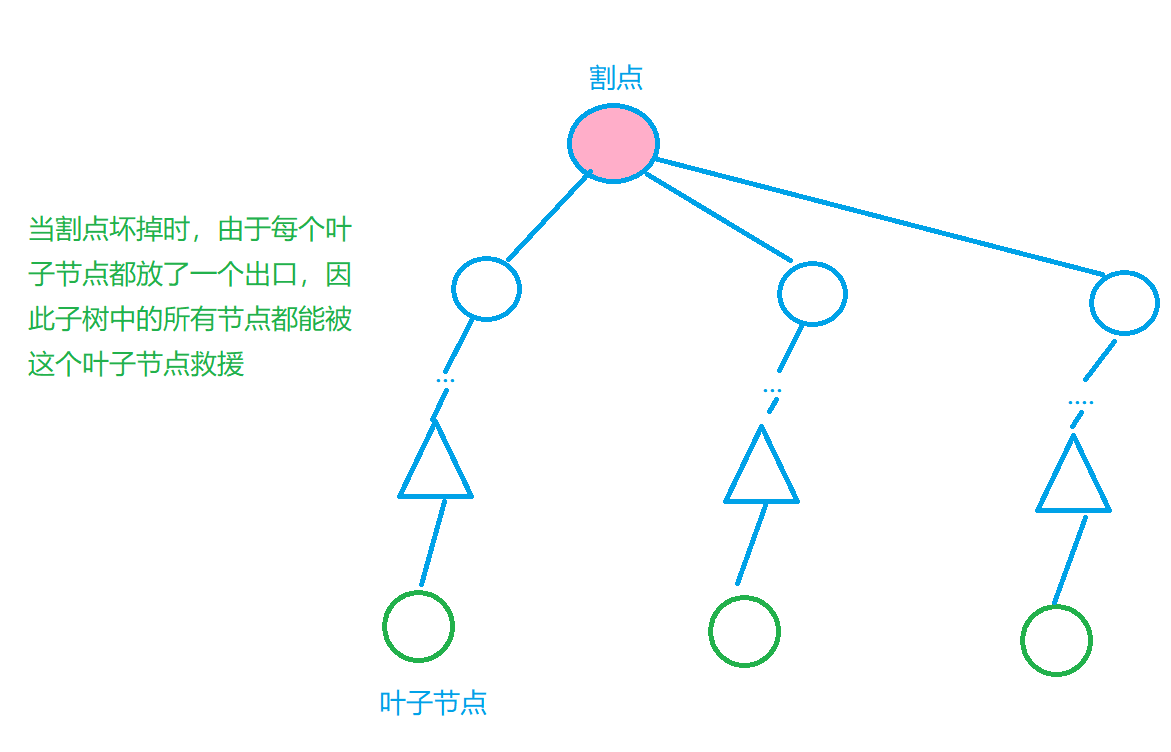 割点
当割点坏掉时，由于每个叶
子节点都放了一个出口，因
此子树中的所有节点都能被
这个叶子节点救援
...
...
....
叶子节点